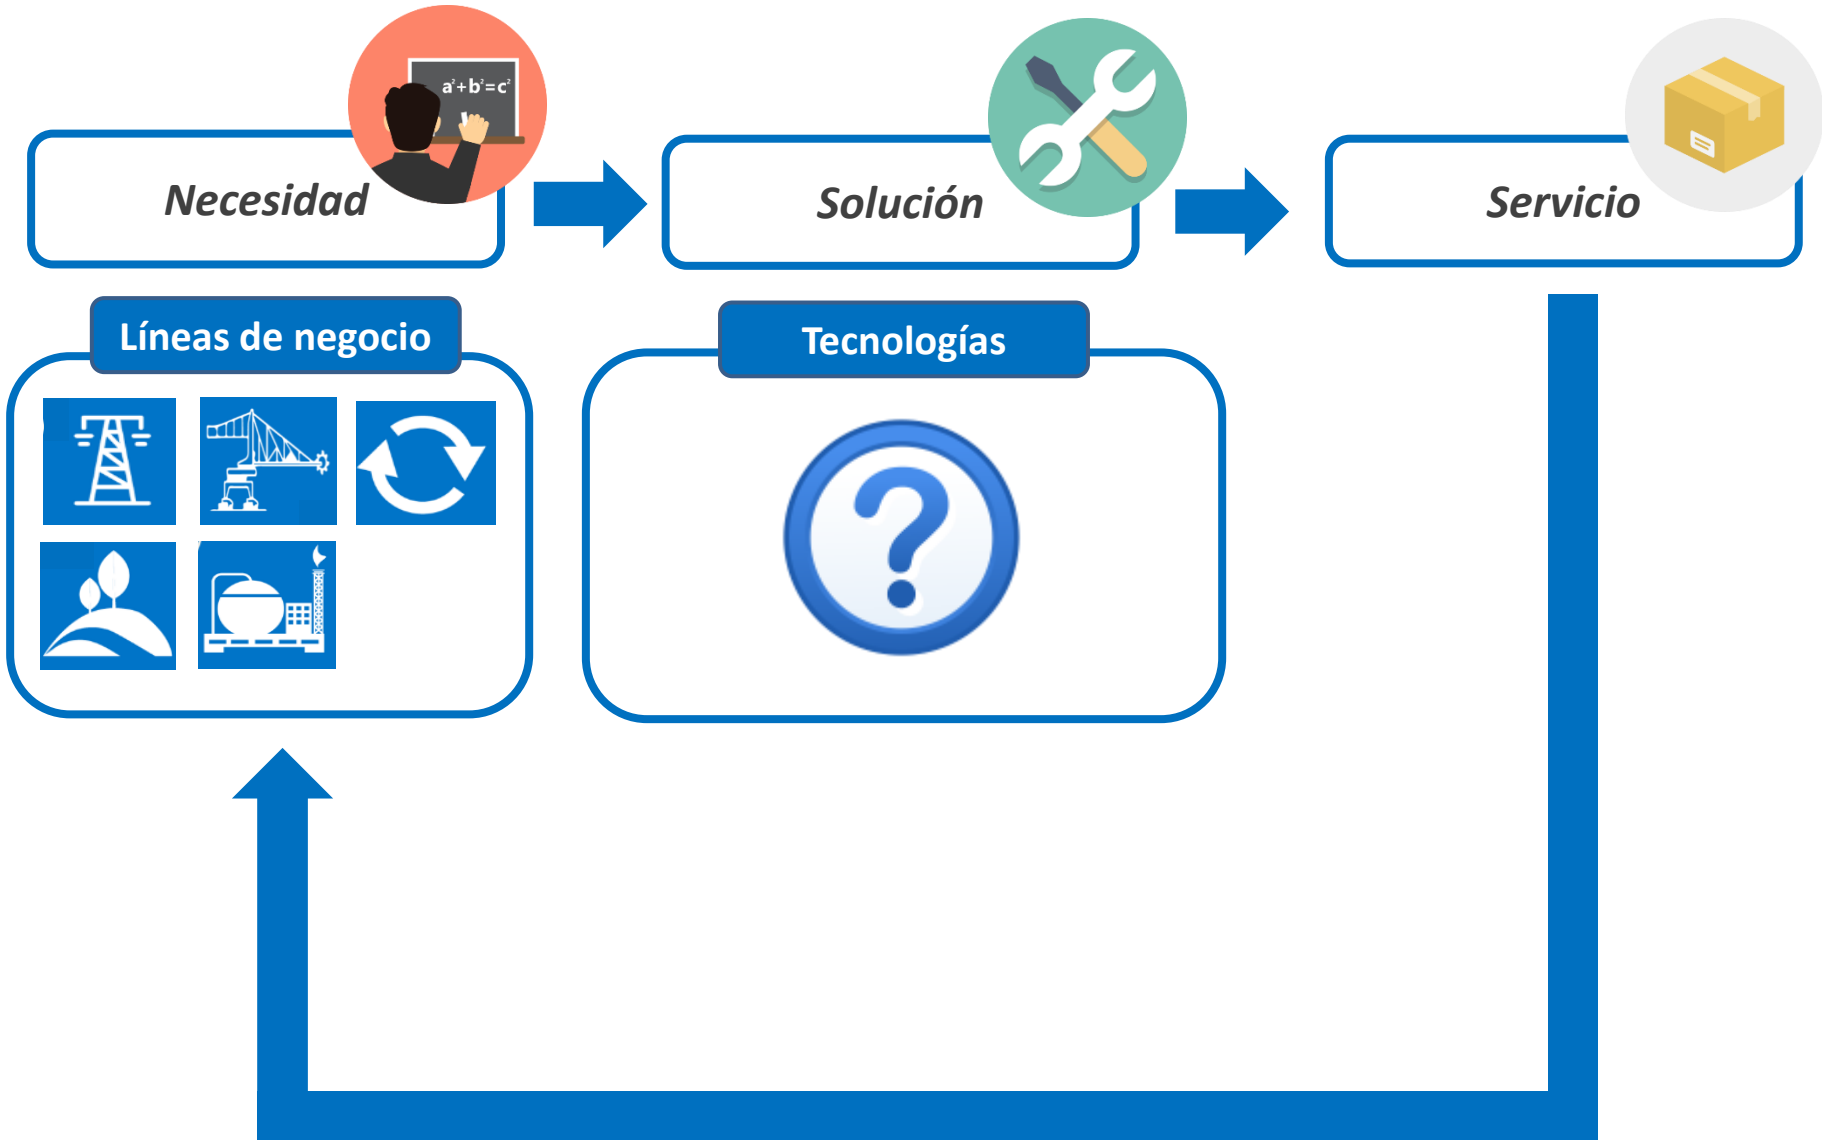 a²+b²=c²
Necesidad
Solución
Servicio
Líneas de negocio
Tecnologías
?